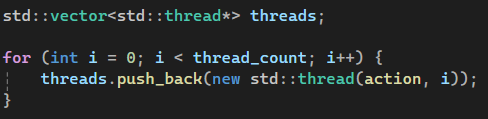 std::vector<std::thread*> threads;
for (int i = 0; i < thread_count; i++) {
    threads.push_back(new std::thread(action, i));
}